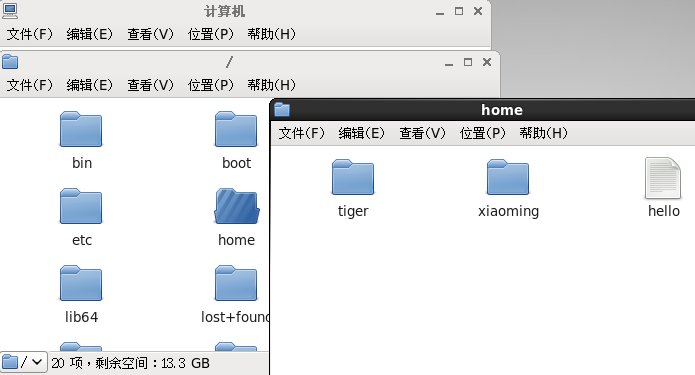 计算机
文件(F) 编辑(E) 查看(V) 位置(P) 帮助(H)
/
文件(F) 编辑(E) 查看(V) 位置(P) 帮助(H)
bin boot
etc home
lib64 lost+found
/ 20 项，剩余空间：13.3 GB
home
文件(F) 编辑(E) 查看(V) 位置(P) 帮助(H)
tiger xiaoming hello